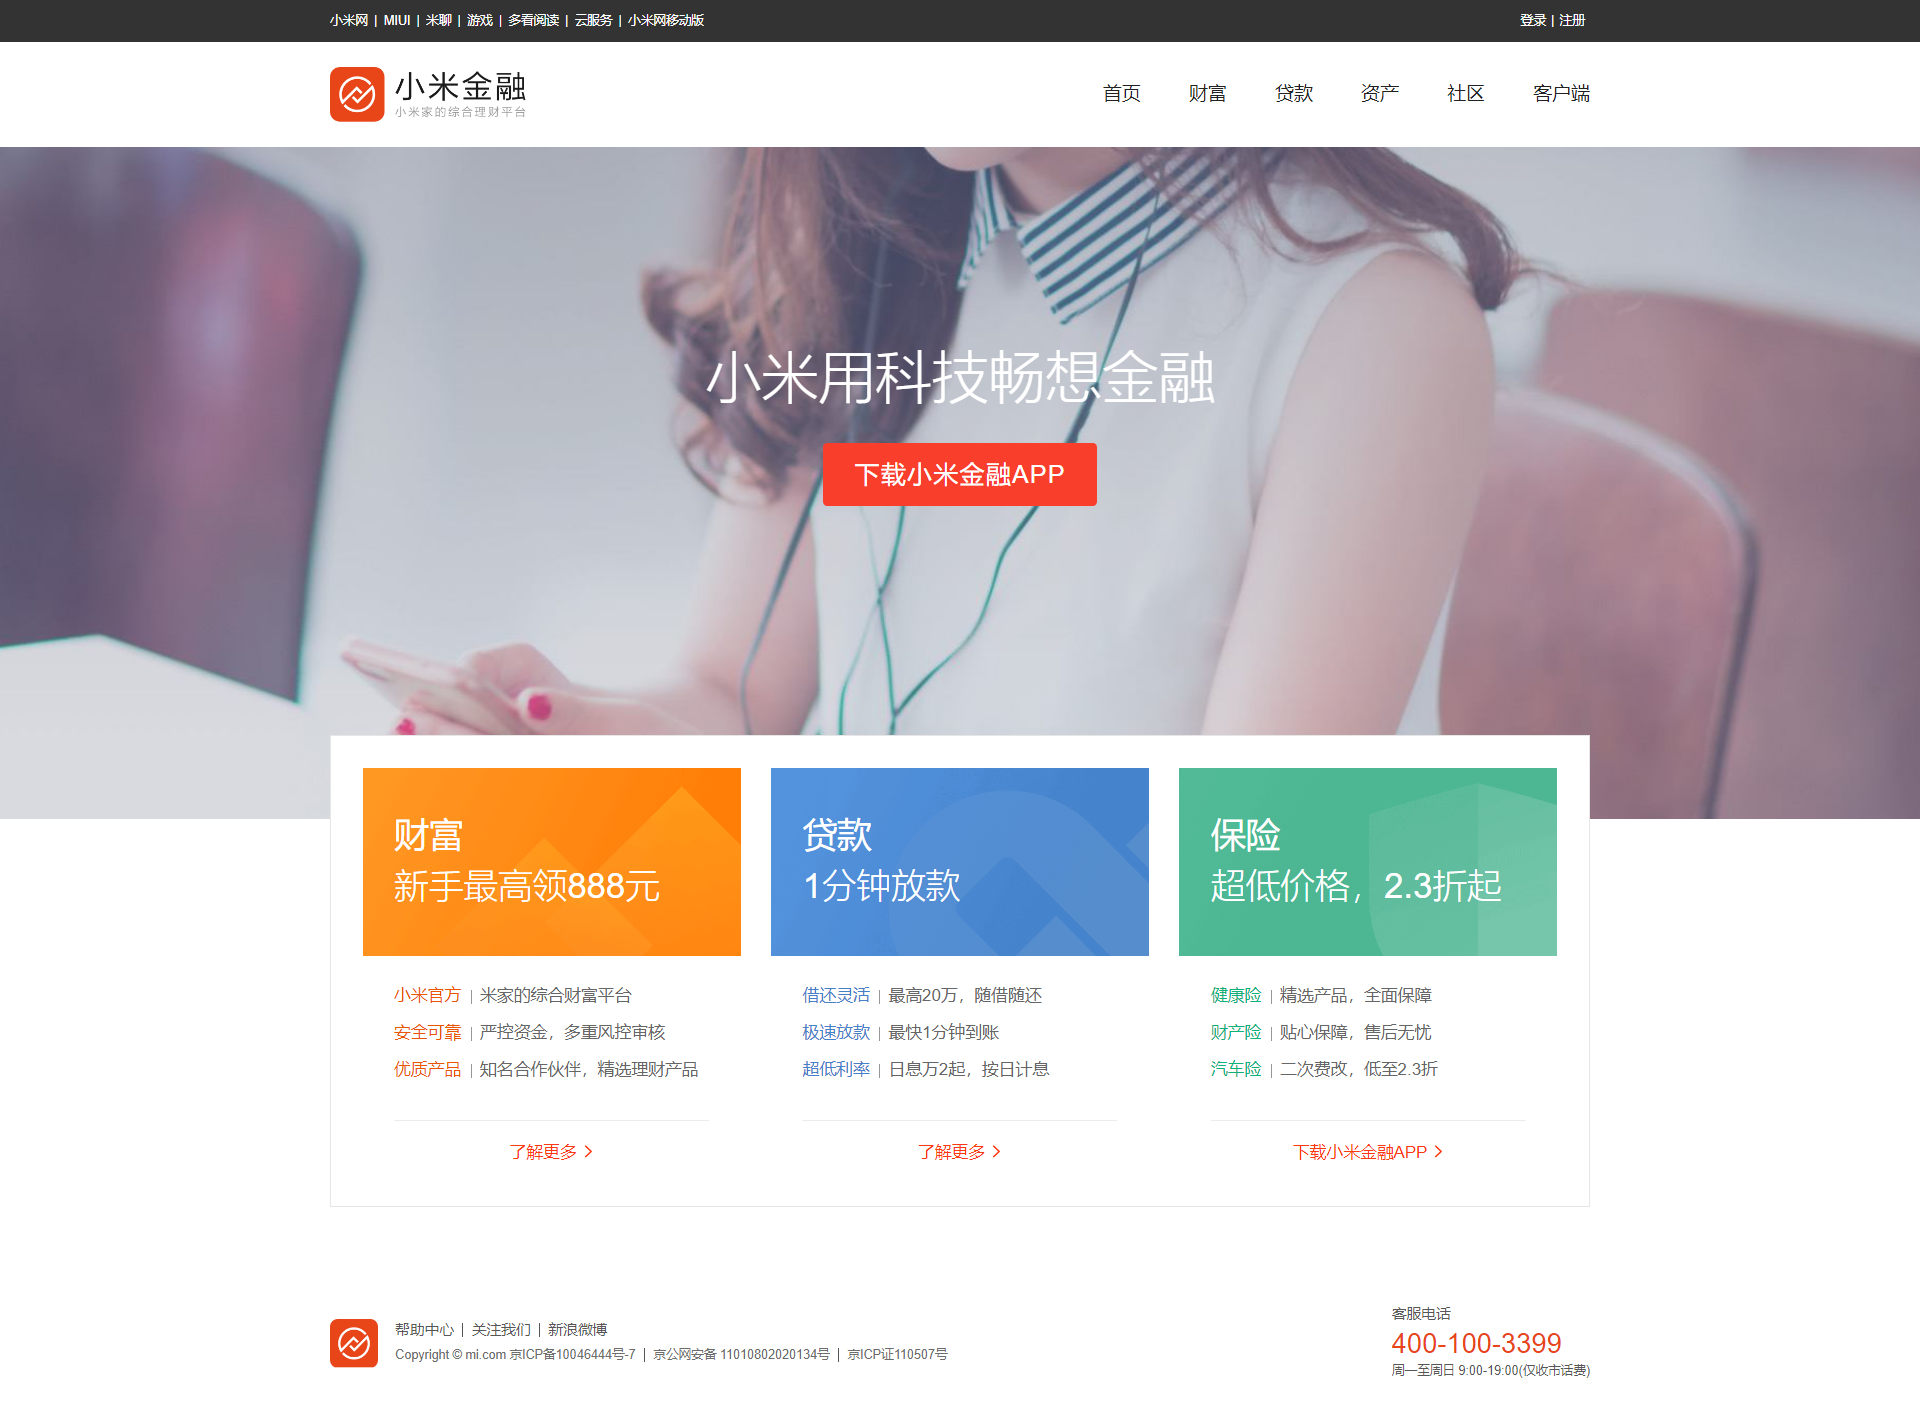 小米网 | MIUI | 米聊 | 游戏 | 多看阅读 | 云服务 | 小米网移动版
登录 | 注册
小米金融
小米家的综合理财平台
首页 财富 贷款 资产 社区 客户端
小米用科技畅想金融
下载小米金融APP
财富
新手最高领888元
小米官方 | 米家的综合财富平台
安全可靠 | 严控资金，多重风控审核
优质产品 | 知名合作伙伴，精选理财产品
了解更多 >
贷款
1分钟放款
借还灵活 | 最高20万，随借随还
极速放款 | 最快1分钟到账
超低利率 | 日息万2起，按日计息
了解更多 >
保险
超低价格，2.3折起
健康险 | 精选产品，全面保障
财产险 | 贴心保障，售后无忧
汽车险 | 二次费改，低至2.3折
下载小米金融APP >
帮助中心 | 关注我们 | 新浪微博
Copyright © mi.com 京ICP备10046444号-7 | 京公网安备 11010802020134号 | 京ICP证110507号
客服电话
400-100-3399
周一至周日 9:00-19:00(仅收市话费)